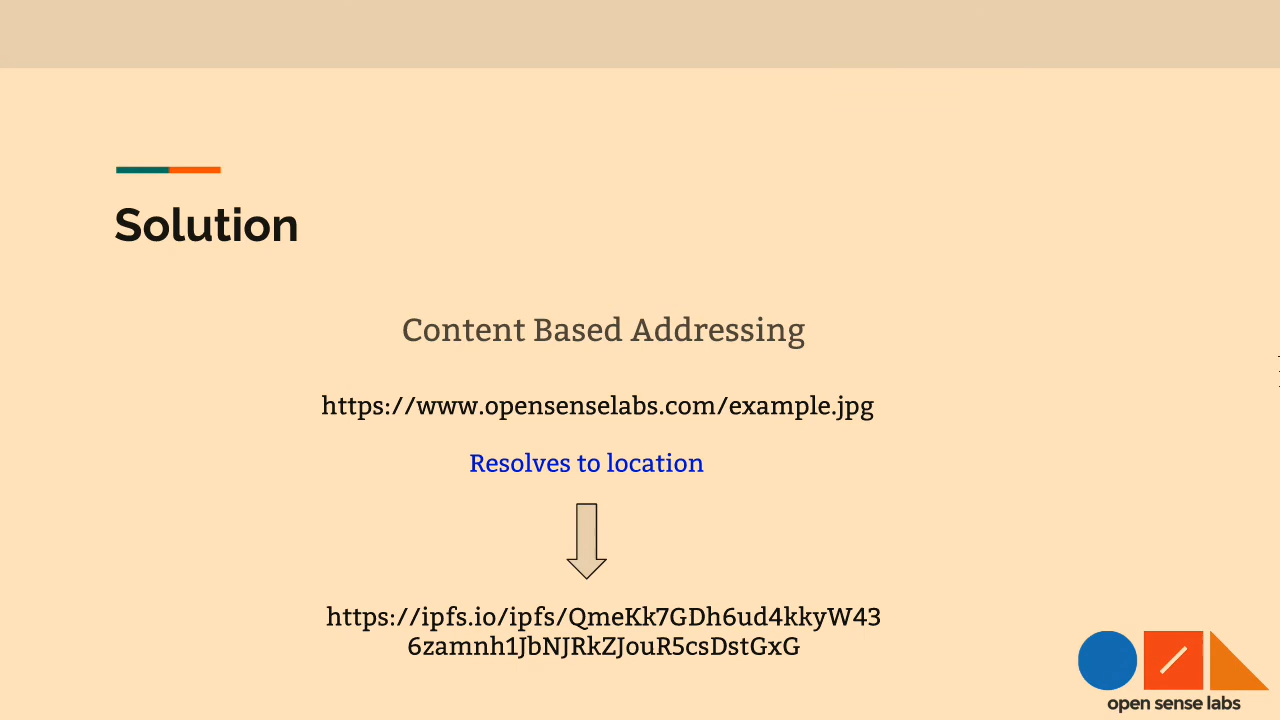 Solution
Content Based Addressing
https://www.opensenselabs.com/example.jpg
Resolves to location
https://ipfs.io/ipfs/QmeKk7GDh6ud4kkyW43
6zamnh1JbNJRkZJouR5csDstGxG
open sense labs